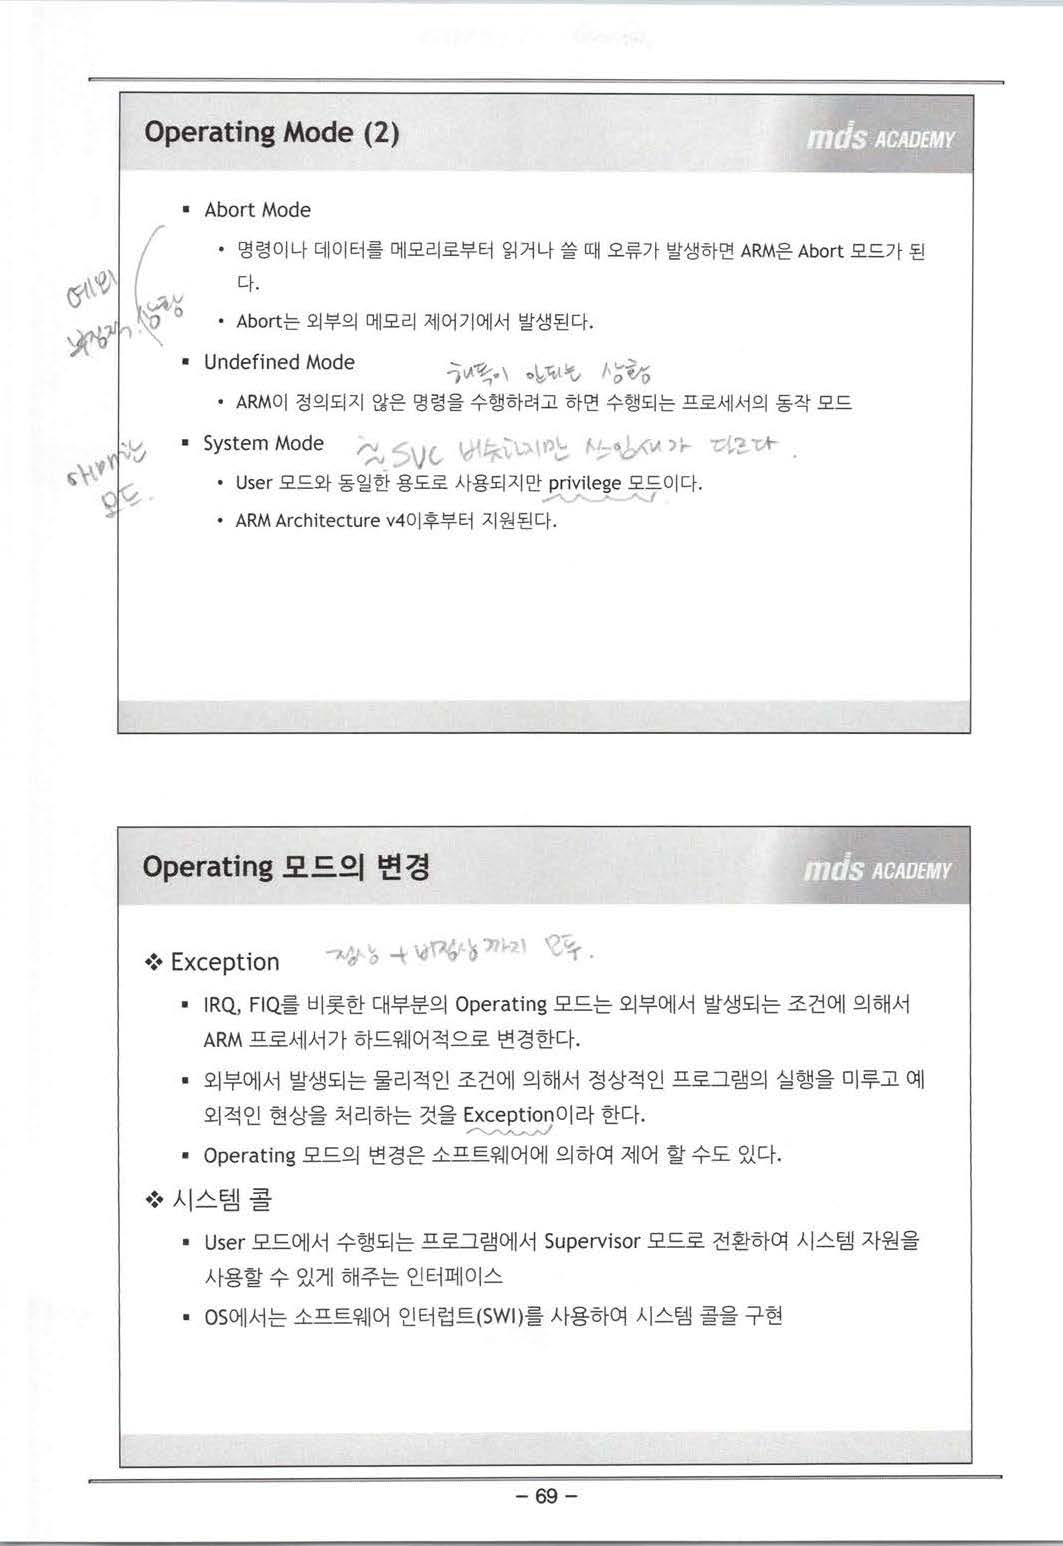 Operating Mode (2)
mds ACADEMY
▪ Abort Mode
• 명령이나 데이터를 메모리로부터 읽거나 쓸 때 오류가 발생하면 ARM은 Abort 모드가 된
다.
• Abort는 외부의 메모리 제어기에서 발생된다.
예외
부정적 상황
▪ Undefined Mode
해독이 안되는 상황
• ARM이 정의되지 않은 명령을 수행하려고 하면 수행되는 프로세서의 동작 모드
▪ System Mode
≈ SVC 비슷하지만 쓰임새가 다르다.
애매한
모드.
• User 모드와 동일한 용도로 사용되지만 privilege 모드이다.
• ARM Architecture v4이후부터 지원된다.
Operating 모드의 변경
mds ACADEMY
❖ Exception
정상 + 비정상까지 모두.
▪ IRQ, FIQ를 비롯한 대부분의 Operating 모드는 외부에서 발생되는 조건에 의해서
ARM 프로세서가 하드웨어적으로 변경한다.
▪ 외부에서 발생되는 물리적인 조건에 의해서 정상적인 프로그램의 실행을 미루고 예
외적인 현상을 처리하는 것을 Exception이라 한다.
▪ Operating 모드의 변경은 소프트웨어에 의하여 제어 할 수도 있다.
❖ 시스템 콜
▪ User 모드에서 수행되는 프로그램에서 Supervisor 모드로 전환하여 시스템 자원을
사용할 수 있게 해주는 인터페이스
▪ OS에서는 소프트웨어 인터럽트(SWI)를 사용하여 시스템 콜을 구현
- 69 -